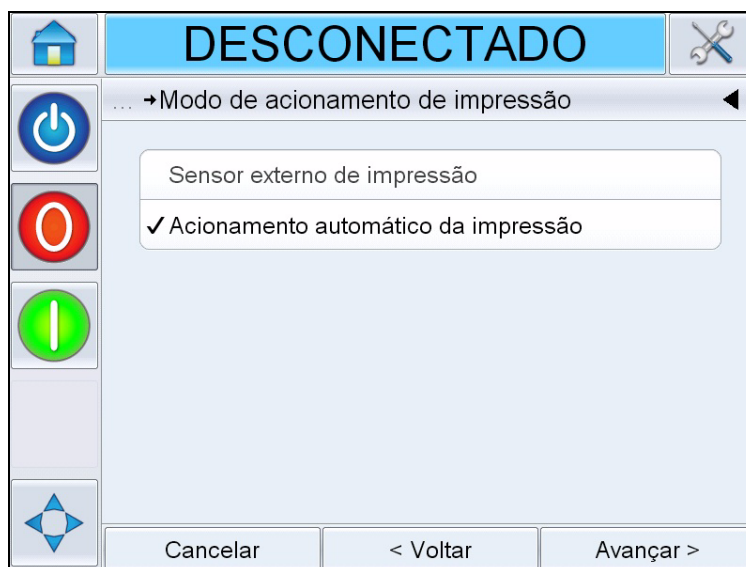 DESCONECTADO
... →Modo de acionamento de impressão
Sensor externo de impressão
✓ Acionamento automático da impressão
Cancelar
< Voltar
Avançar >